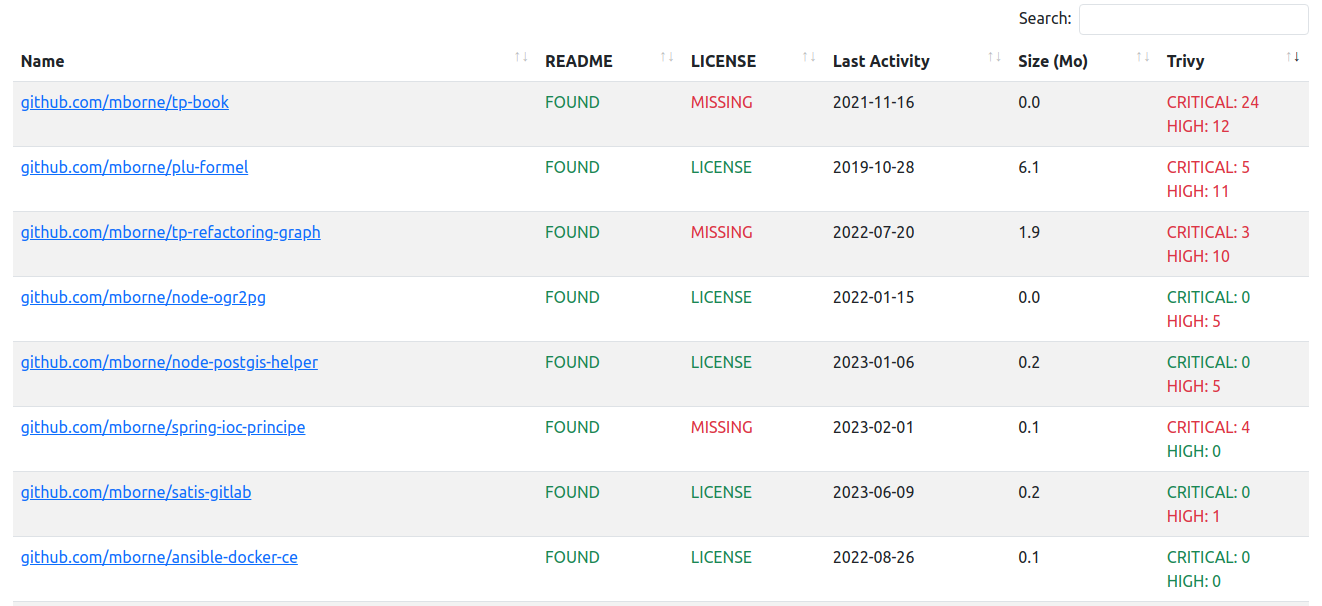 Search:
Name README LICENSE Last Activity Size (Mo) Trivy
github.com/mborne/tp-book FOUND MISSING 2021-11-16 0.0 CRITICAL: 24
HIGH: 12
github.com/mborne/plu-formel FOUND LICENSE 2019-10-28 6.1 CRITICAL: 5
HIGH: 11
github.com/mborne/tp-refactoring-graph FOUND MISSING 2022-07-20 1.9 CRITICAL: 3
HIGH: 10
github.com/mborne/node-ogr2pg FOUND LICENSE 2022-01-15 0.0 CRITICAL: 0
HIGH: 5
github.com/mborne/node-postgis-helper FOUND LICENSE 2023-01-06 0.2 CRITICAL: 0
HIGH: 5
github.com/mborne/spring-ioc-principe FOUND MISSING 2023-02-01 0.1 CRITICAL: 4
HIGH: 0
github.com/mborne/satis-gitlab FOUND LICENSE 2023-06-09 0.2 CRITICAL: 0
HIGH: 1
github.com/mborne/ansible-docker-ce FOUND LICENSE 2022-08-26 0.1 CRITICAL: 0
HIGH: 0